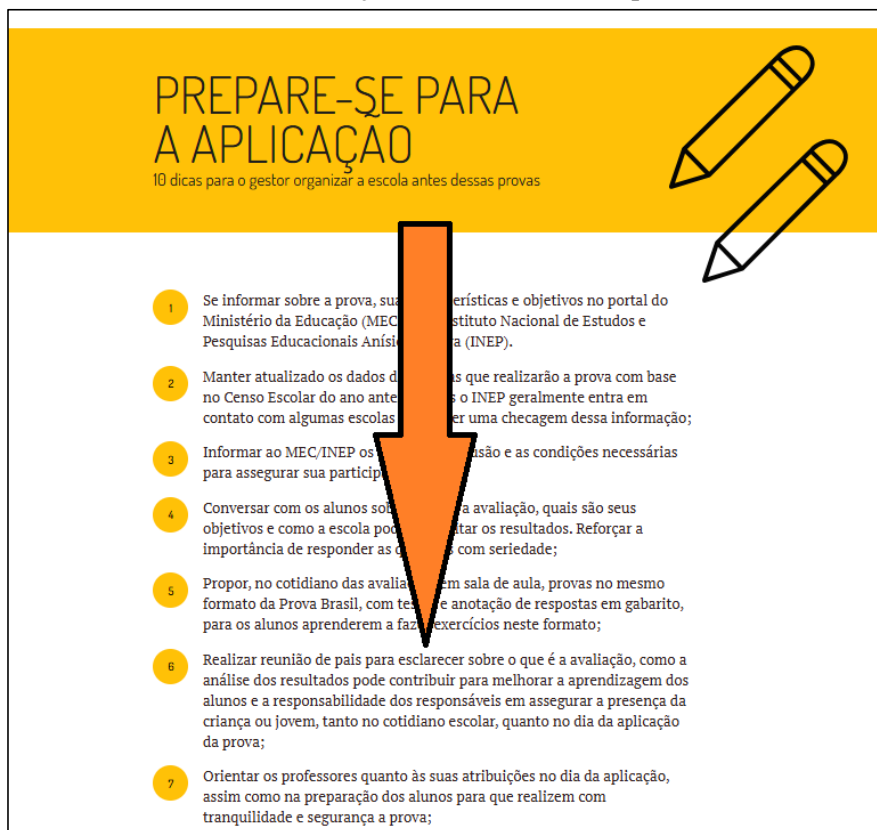 PREPARE-SE PARA
A APLICAÇÃO
10 dicas para o gestor organizar a escola antes dessas provas
1 Se informar sobre a prova, erísticas e objetivos no portal do
Ministério da Educação (MEC stituto Nacional de Estudos e
Pesquisas Educacionais Anísi a (INEP).
2 Manter atualizado os dados d s que realizarão a prova com base
no Censo Escolar do ano ante s o INEP geralmente entra em
contato com algumas escolas er uma checagem dessa informação;
3 Informar ao MEC/INEP os usão e as condições necessárias
para assegurar sua particip
4 Conversar com os alunos sob a avaliação, quais são seus
objetivos e como a escola pod tar os resultados. Reforçar a
importância de responder as q s com seriedade;
5 Propor, no cotidiano das avalia em sala de aula, provas no mesmo
formato da Prova Brasil, com tes e anotação de respostas em gabarito,
para os alunos aprenderem a faz exercícios neste formato;
6 Realizar reunião de pais para esclarecer sobre o que é a avaliação, como a
análise dos resultados pode contribuir para melhorar a aprendizagem dos
alunos e a responsabilidade dos responsáveis em assegurar a presença da
criança ou jovem, tanto no cotidiano escolar, quanto no dia da aplicação
da prova;
7 Orientar os professores quanto às suas atribuições no dia da aplicação,
assim como na preparação dos alunos para que realizem com
tranquilidade e segurança a prova;